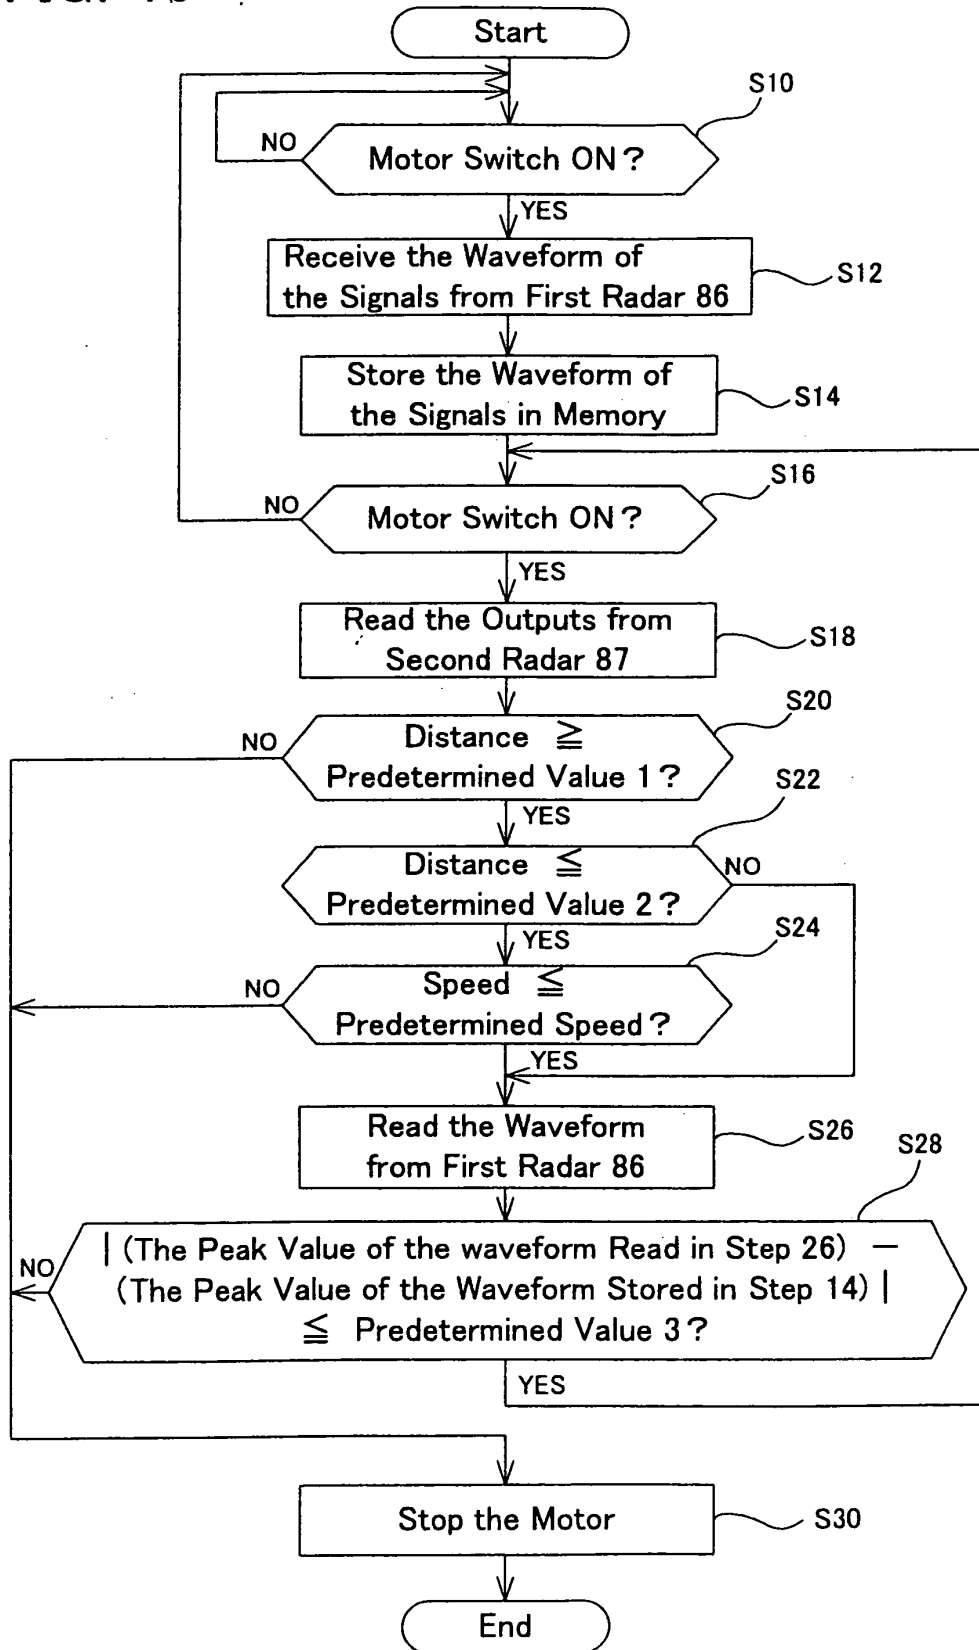 Start
S10
NO
Motor Switch ON?
YES
Receive the Waveform of
the Signals from First Radar 86
S12
Store the Waveform of
the Signals in Memory
S14
S16
NO
Motor Switch ON?
YES
Read the Outputs from
Second Radar 87
S18
S20
NO
Distance ≧
Predetermined Value 1?
YES
S22
Distance ≦
Predetermined Value 2?
NO
YES
S24
NO
Speed ≦
Predetermined Speed?
YES
Read the Waveform
from First Radar 86
S26
S28
NO
|(The Peak Value of the waveform Read in Step 26) −
(The Peak Value of the Waveform Stored in Step 14)|
≦ Predetermined Value 3?
YES
Stop the Motor
S30
End